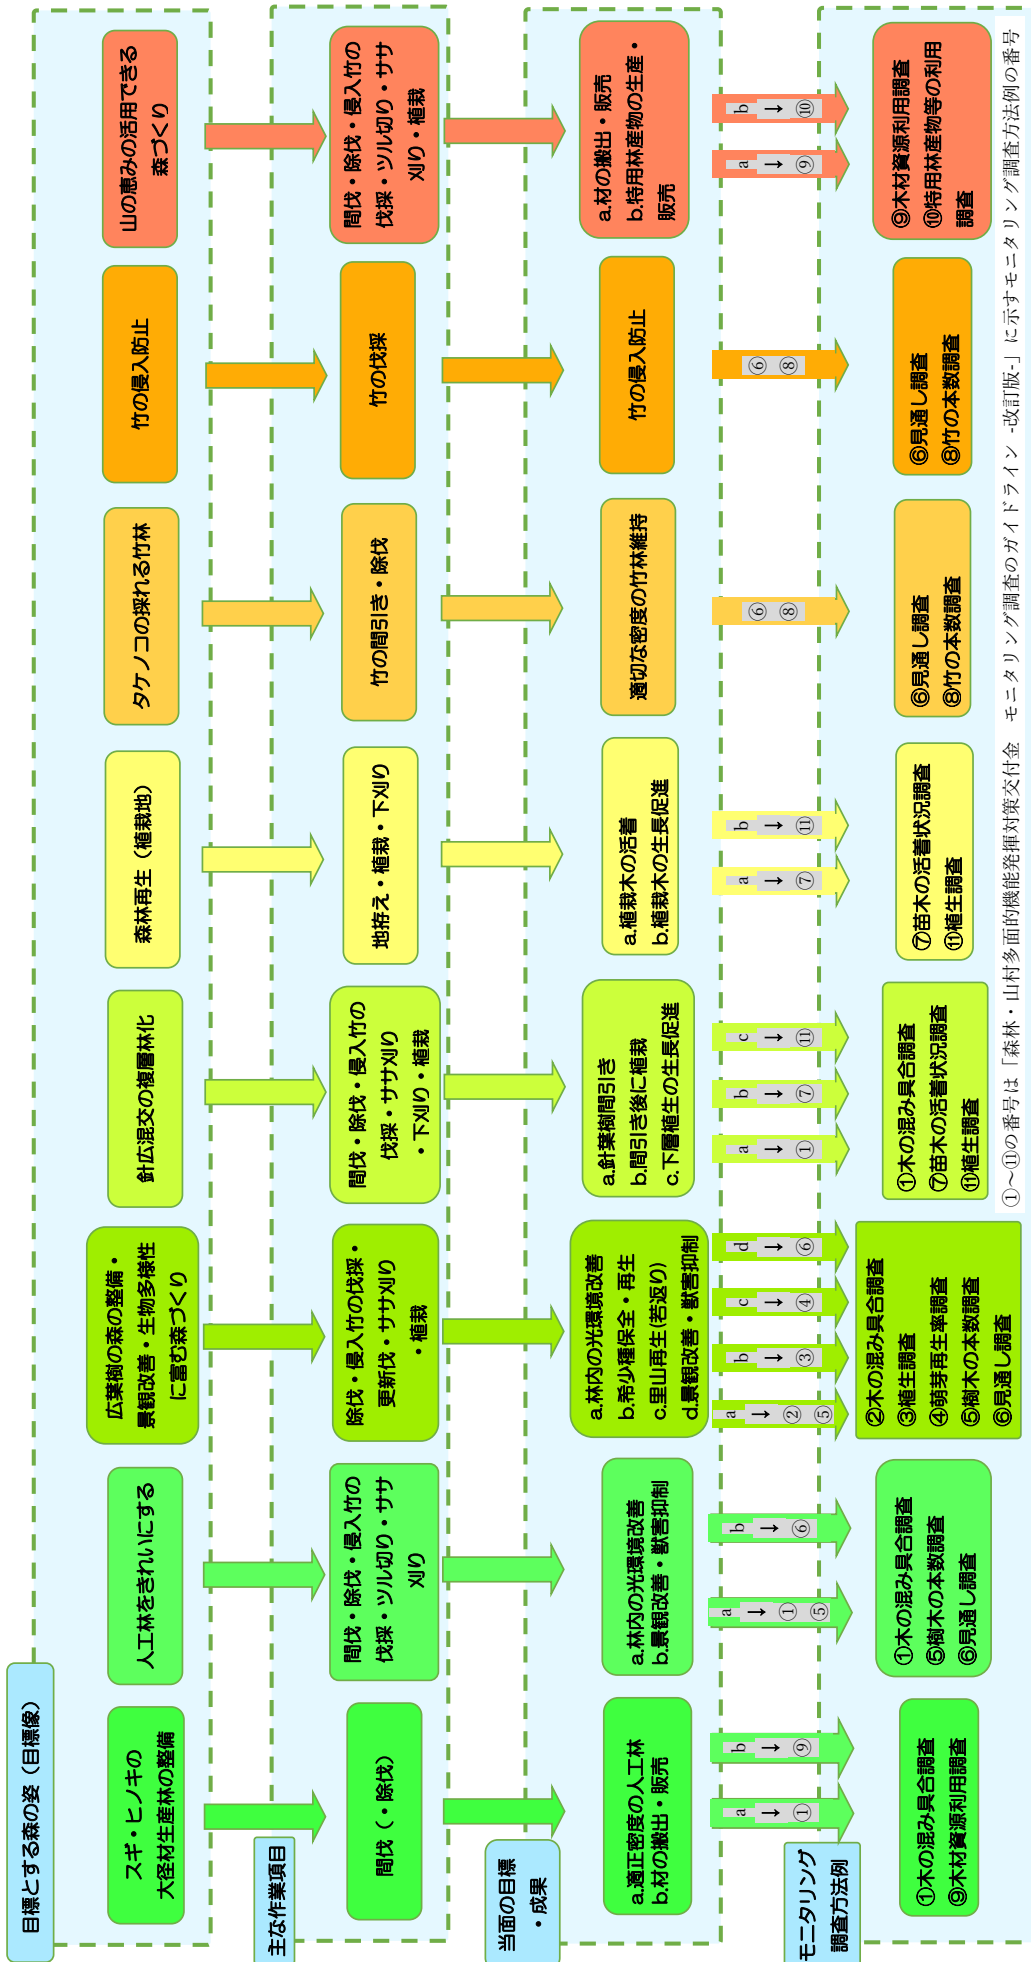 目標とする森の姿（目標像）
スギ・ヒノキの
大径材生産林の整備
人工林をきれいにする
広葉樹の森の整備・
景観改善・生物多様性
に富む森づくり
針広混交の複層林化
森林再生（植栽地）
タケノコの採れる竹林
竹の侵入防止
山の恵みの活用できる
森づくり
主な作業項目
間伐（・除伐）
間伐・除伐・侵入竹の
伐採・ツル切り・ササ
刈り
除伐・侵入竹の伐採・
更新伐・ササ刈り
・植栽
間伐・除伐・侵入竹の
伐採・ササ刈り
・下刈り・植栽
地拵え・植栽・下刈り
竹の間引き・除伐
竹の伐採
間伐・除伐・侵入竹の
伐採・ツル切り・ササ
刈り・植栽
当面の目標
・成果
a.適正密度の人工林
b.材の搬出・販売
a.林内の光環境改善
b.景観改善・獣害抑制
a.林内の光環境改善
b.希少種保全・再生
c.里山再生(若返り)
d.景観改善・獣害抑制
a.針葉樹間引き
b.間引き後に植栽
c.下層植生の生長促進
a.植栽木の活着
b.植栽木の生長促進
適切な密度の竹林維持
竹の侵入防止
a.材の搬出・販売
b.特用林産物の生産・
販売
a→①
b→⑨
a→①⑤
b→⑥
a→②⑤
b→③
c→④
d→⑥
a→①
b→⑦
c→⑪
a→⑦
b→⑪
⑥⑧
⑥⑧
a→⑨
b→⑩
モニタリング
調査方法例
①木の混み具合調査
⑨木材資源利用調査
①木の混み具合調査
⑤樹木の本数調査
⑥見通し調査
②木の混み具合調査
③植生調査
④萌芽再生率調査
⑤樹木の本数調査
⑥見通し調査
①木の混み具合調査
⑦苗木の活着状況調査
⑪植生調査
⑦苗木の活着状況調査
⑪植生調査
⑥見通し調査
⑧竹の本数調査
⑥見通し調査
⑧竹の本数調査
⑨木材資源利用調査
⑩特用林産物等の利用
調査
①～⑪の番号は「森林・山村多面的機能発揮対策交付金　モニタリング調査のガイドライン -改訂版-」に示すモニタリング調査方法例の番号